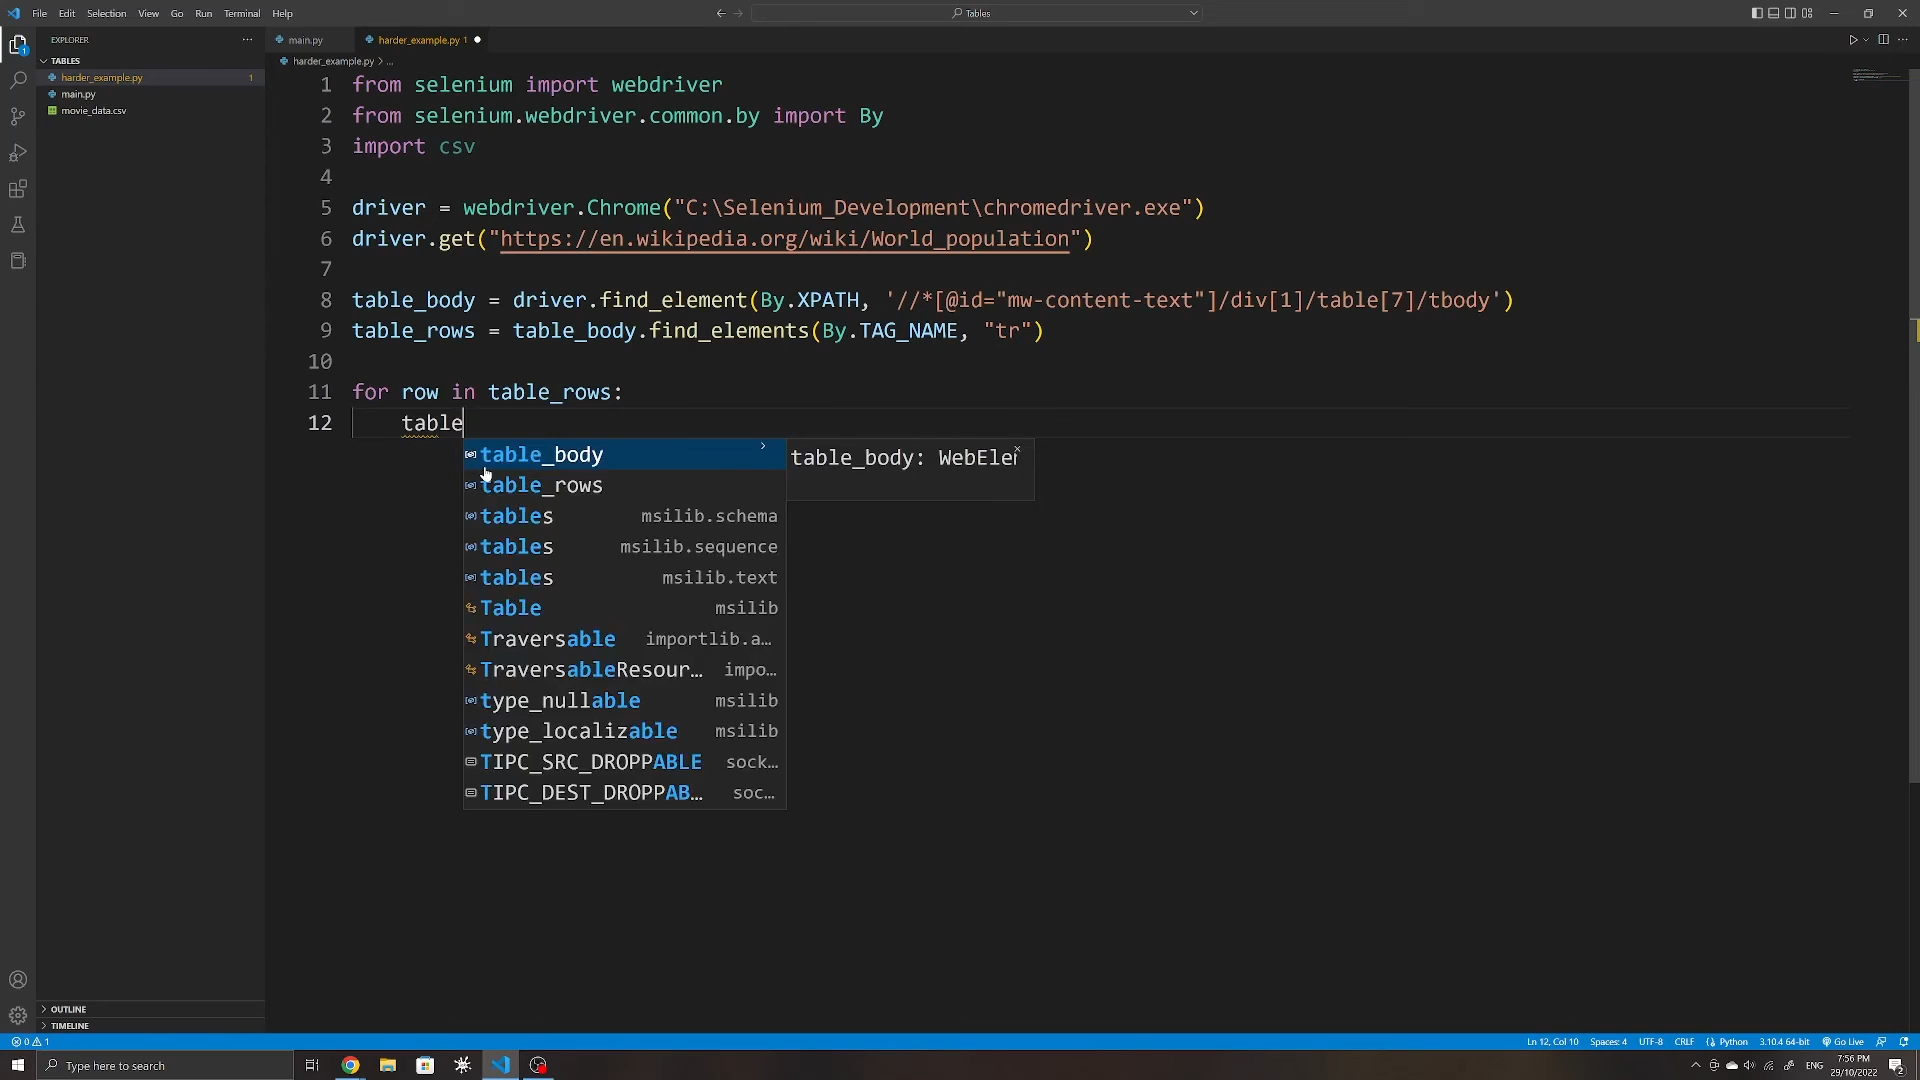 File Edit Selection View Go Run Terminal Help
Tables
EXPLORER
main.py
harder_example.py 1
TABLES
harder_example.py 1
main.py
movie_data.csv
harder_example.py > ...
1 from selenium import webdriver
2 from selenium.webdriver.common.by import By
3 import csv
4
5 driver = webdriver.Chrome("C:\Selenium_Development\chromedriver.exe")
6 driver.get("https://en.wikipedia.org/wiki/World_population")
7
8 table_body = driver.find_element(By.XPATH, '//*[@id="mw-content-text"]/div[1]/table[7]/tbody')
9 table_rows = table_body.find_elements(By.TAG_NAME, "tr")
10
11 for row in table_rows:
12 table
table_body
table_body: WebEler
table_rows
tables msilib.schema
tables msilib.sequence
tables msilib.text
Table msilib
Traversable importlib.a...
TraversableResour... impo...
type_nullable msilib
type_localizable msilib
TIPC_SRC_DROPPABLE sock...
TIPC_DEST_DROPPAB... soc...
OUTLINE
TIMELINE
0 1
Ln 12, Col 10 Spaces: 4 UTF-8 CRLF Python 3.10.4 64-bit Go Live
Type here to search
ENG
7:56 PM
29/10/2022
2